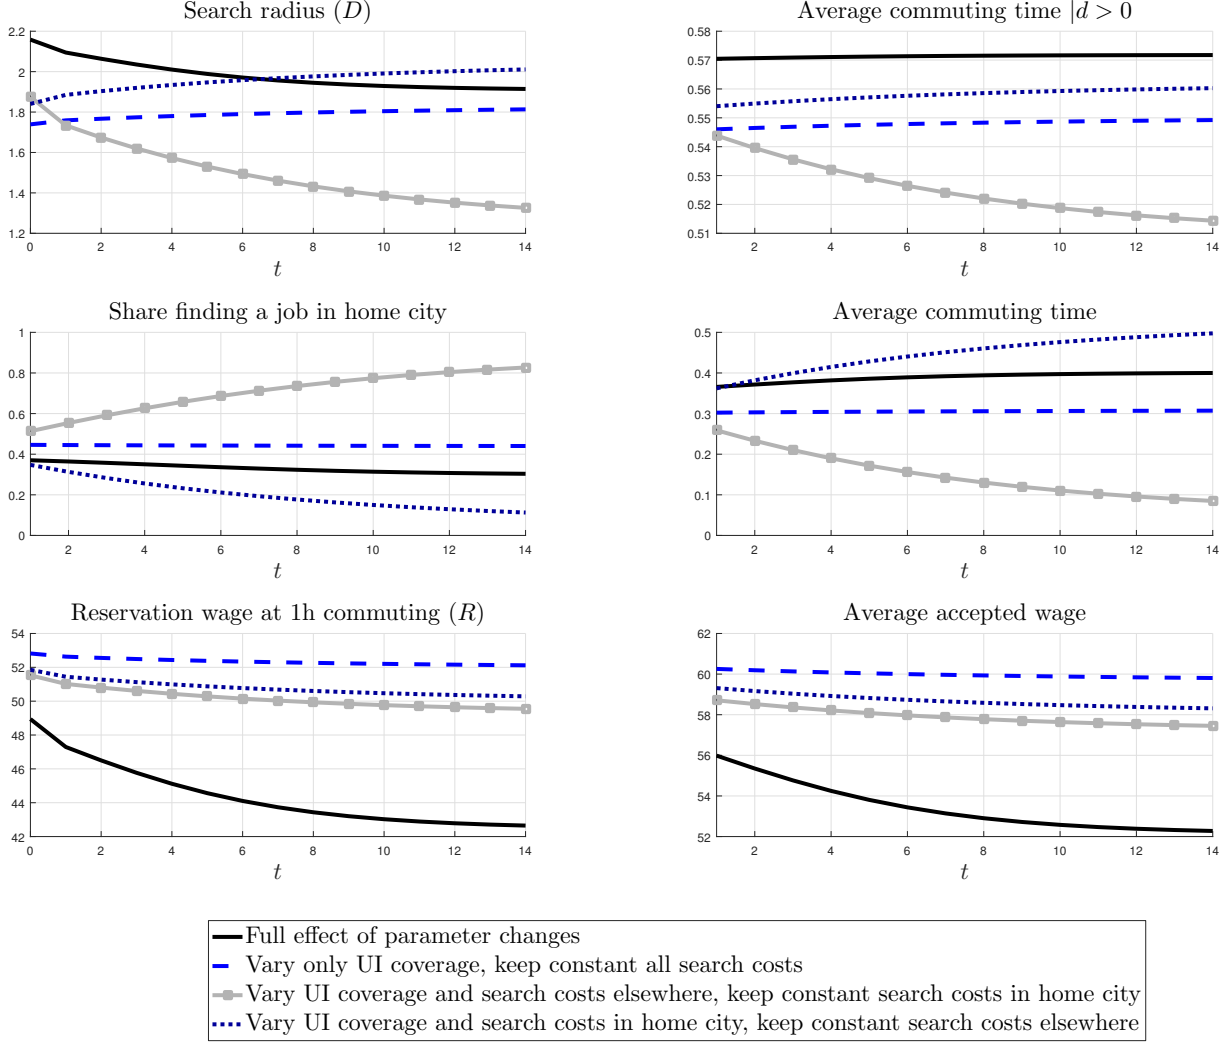 Search radius (D)
2.2
2
1.8
1.6
1.4
1.2
0 2 4 6 8 10 12 14
t
Average commuting time |d > 0
0.58
0.57
0.56
0.55
0.54
0.53
0.52
0.51
2 4 6 8 10 12 14
t
Share finding a job in home city
1
0.8
0.6
0.4
0.2
0
2 4 6 8 10 12 14
t
Average commuting time
0.5
0.4
0.3
0.2
0.1
0
2 4 6 8 10 12 14
t
Reservation wage at 1h commuting (R)
54
52
50
48
46
44
42
0 2 4 6 8 10 12 14
t
Average accepted wage
62
60
58
56
54
52
2 4 6 8 10 12 14
t
Full effect of parameter changes
Vary only UI coverage, keep constant all search costs
Vary UI coverage and search costs elsewhere, keep constant search costs in home city
Vary UI coverage and search costs in home city, keep constant search costs elsewhere